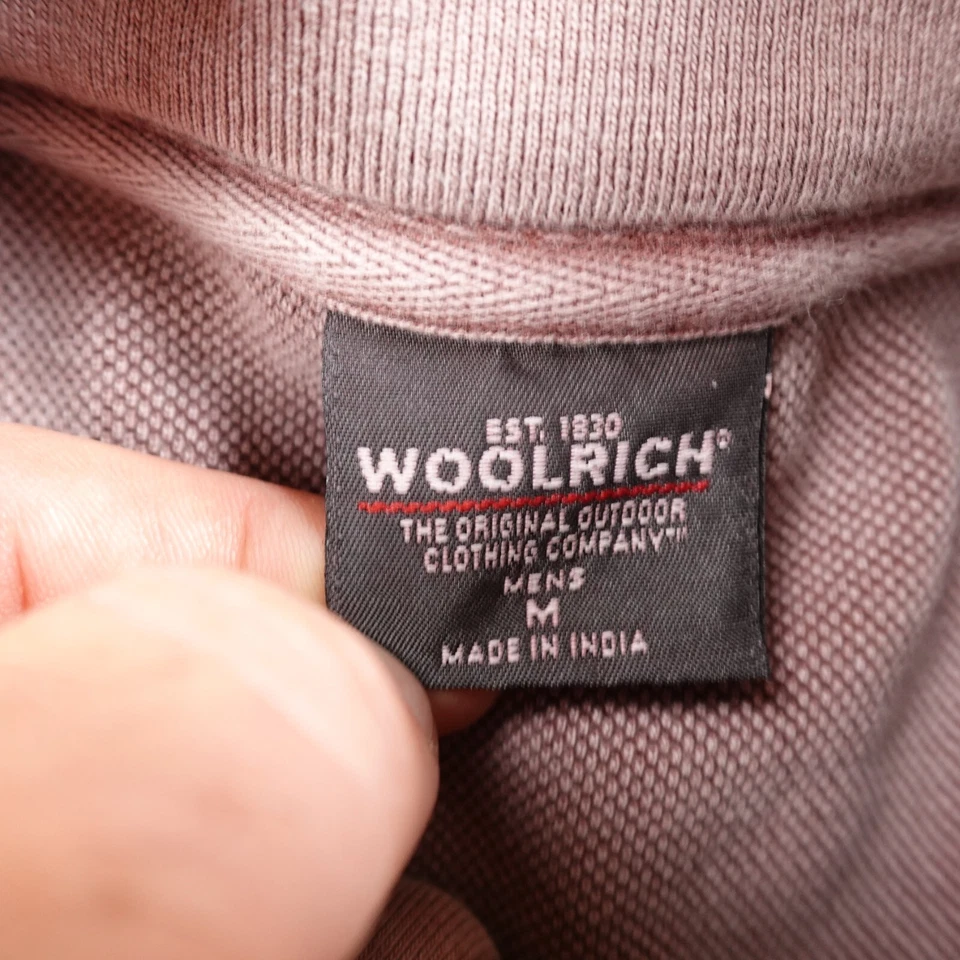 EST. 1830
WOOLRICH®
THE ORIGINAL OUTDOOR
CLOTHING COMPANY™
MENS
M
MADE IN INDIA